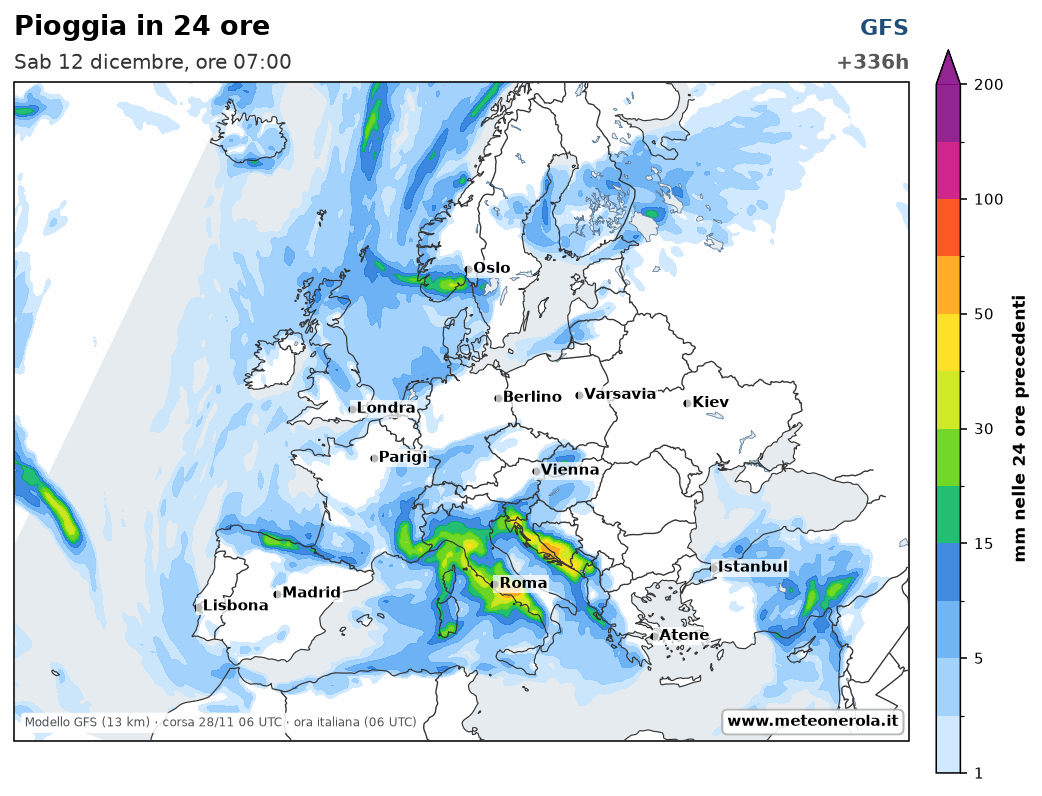 Pioggia in 24 ore
GFS
Sab 12 dicembre, ore 07:00
+336h
200
100
50
30
15
5
1
mm nelle 24 ore precedenti
Oslo
Berlino
Varsavia
Kiev
Londra
Parigi
Vienna
Istanbul
Roma
Madrid
Lisbona
Atene
Modello GFS (13 km) · corsa 28/11 06 UTC · ora italiana (06 UTC)
www.meteonerola.it